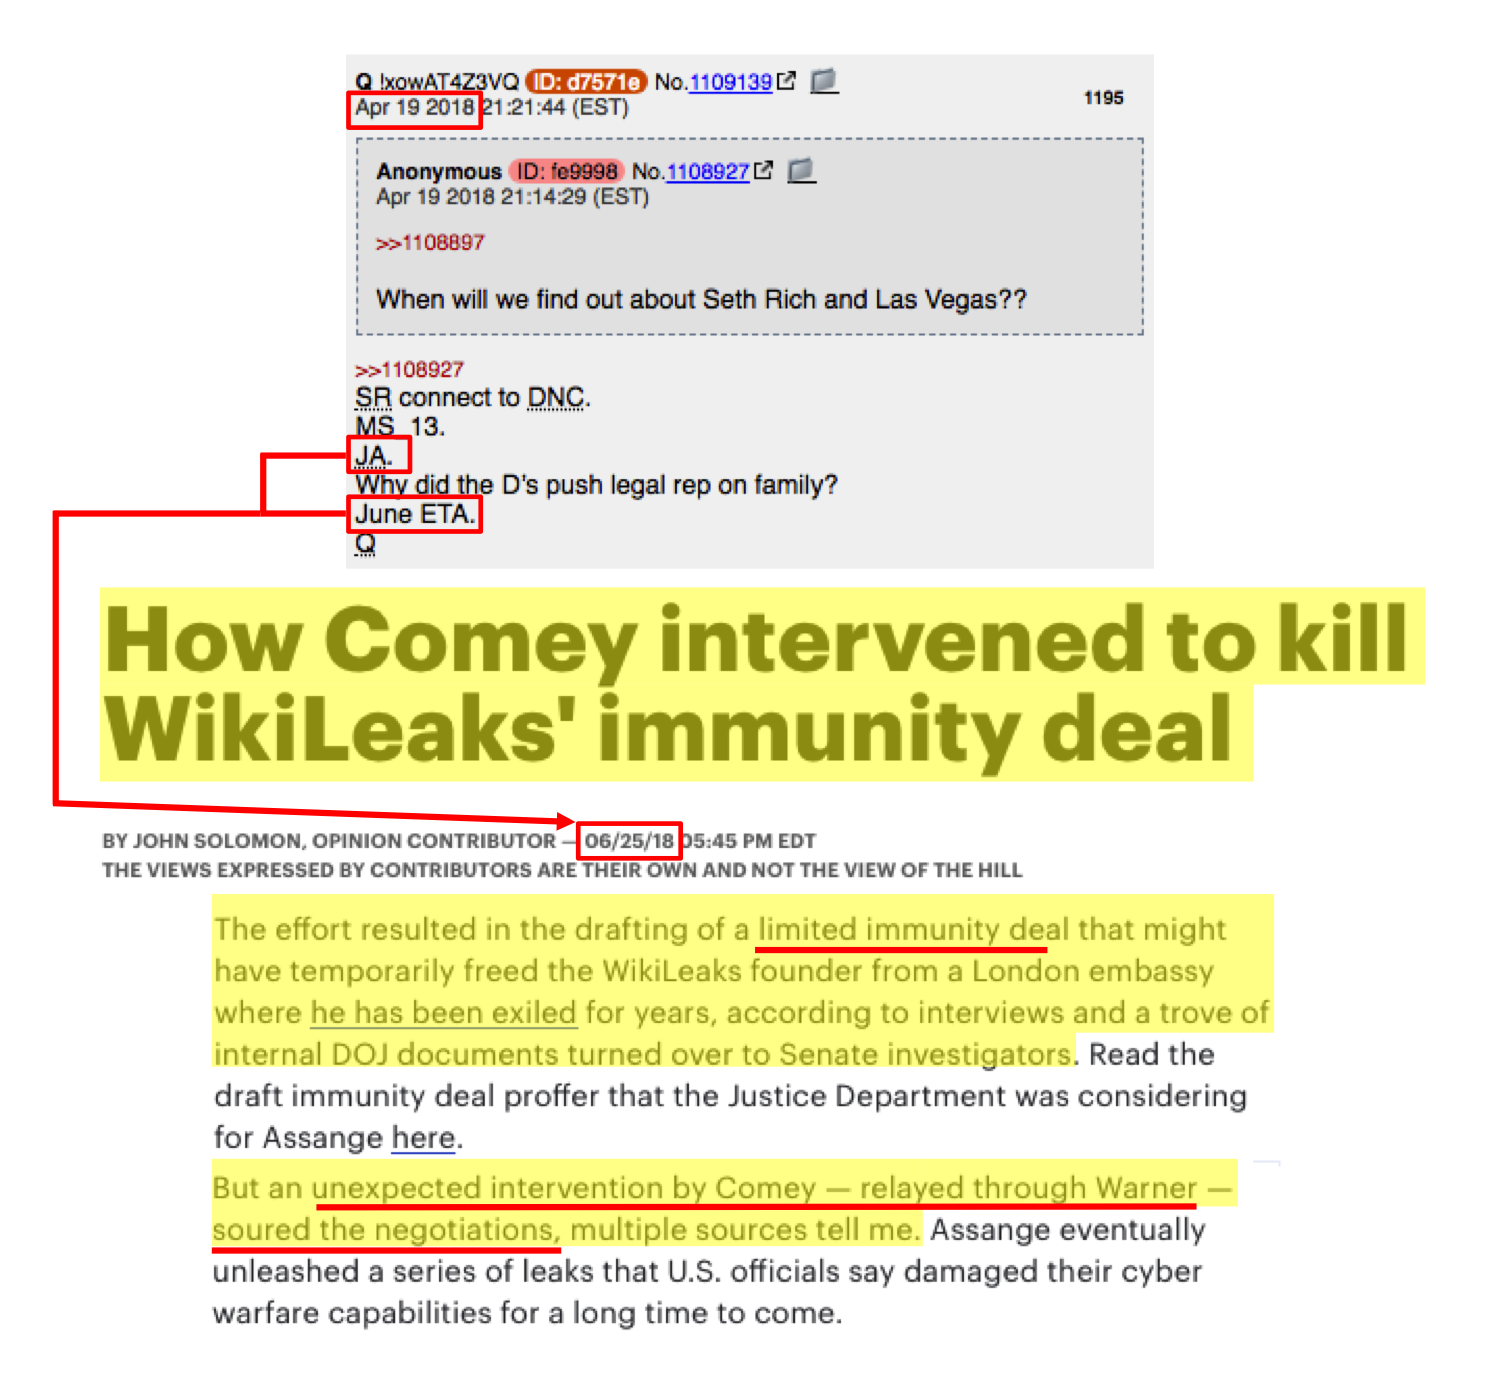 Q !xowAT4Z3VQ ID: d7571e No.1109139
Apr 19 2018 21:21:44 (EST)
1195
Anonymous ID: fe9998 No.1108927
Apr 19 2018 21:14:29 (EST)
>>1108897
When will we find out about Seth Rich and Las Vegas??
>>1108927
SR connect to DNC.
MS_13.
JA.
Why did the D's push legal rep on family?
June ETA.
Q
How Comey intervened to kill
WikiLeaks' immunity deal
BY JOHN SOLOMON, OPINION CONTRIBUTOR — 06/25/18 05:45 PM EDT
THE VIEWS EXPRESSED BY CONTRIBUTORS ARE THEIR OWN AND NOT THE VIEW OF THE HILL
The effort resulted in the drafting of a limited immunity deal that might
have temporarily freed the WikiLeaks founder from a London embassy
where he has been exiled for years, according to interviews and a trove of
internal DOJ documents turned over to Senate investigators. Read the
draft immunity deal proffer that the Justice Department was considering
for Assange here.
But an unexpected intervention by Comey — relayed through Warner —
soured the negotiations, multiple sources tell me. Assange eventually
unleashed a series of leaks that U.S. officials say damaged their cyber
warfare capabilities for a long time to come.